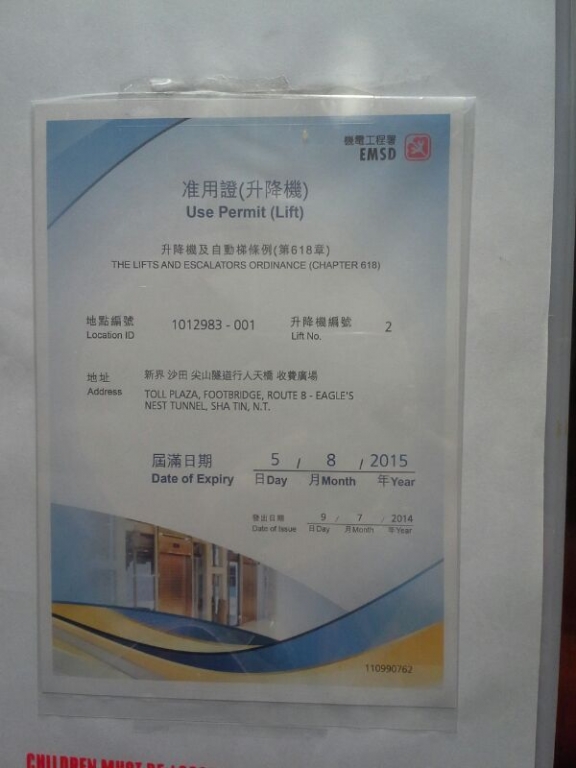 機電工程署
EMSD
准用證(升降機)
Use Permit (Lift)
升降機及自動梯條例(第618章)
THE LIFTS AND ESCALATORS ORDINANCE (CHAPTER 618)
地點編號 1012983 - 001 升降機編號 2
Location ID Lift No.
地址 新界 沙田 尖山隧道行人天橋 收費廣場
Address TOLL PLAZA, FOOTBRIDGE, ROUTE 8 - EAGLE'S
NEST TUNNEL, SHA TIN, N.T.
屆滿日期 5 / 8 / 2015
Date of Expiry 日Day 月Month 年Year
發出日期 9 / 7 / 2014
Date of Issue 日Day 月Month 年Year
110990762
CHILDREN MUST BE